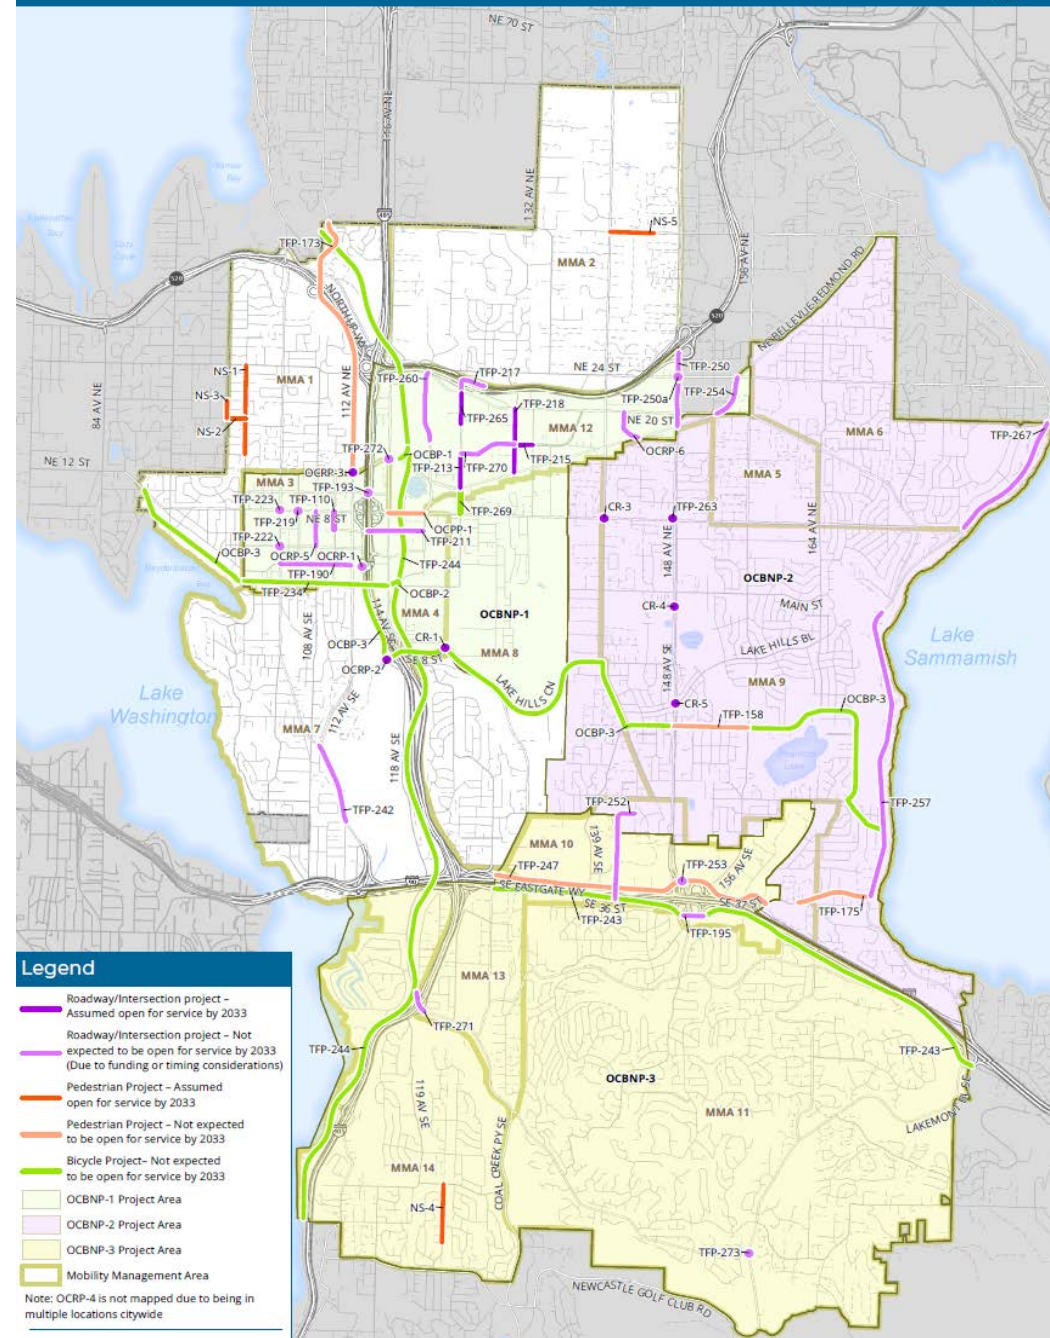 NE 70 ST
116 AV NE
Yarrow
Bay
132 AV NE
405
NS-5
TFP-173
156 AV NE
MMA 2
520
NE BELLEVUE-REDMOND RD
NORTHUP WY
520
NE 24 ST
TFP-250
NS-1
MMA 1
TFP-260
TFP-217
TFP-250a
TFP-254
112 AV NE
NS-3
TFP-218
84 AV NE
TFP-265
NE 20 ST
MMA 12
NS-2
MMA 6
TFP-267
TFP-272
OCBP-1
NE 12 ST
TFP-215
OCRP-6
OCRP-3
TFP-213
TFP-270
MMA 5
MMA 3
TFP-193
TFP-223
TFP-110
TFP-269
CR-3
TFP-263
TFP-219
NE 8 ST
OCPP-1
TFP-222
TFP-211
148 AV NE
164 AV NE
OCBP-3
OCRP-5
OCRP-1
TFP-244
TFP-190
OCBNP-2
TFP-234
OCBP-2
CR-4
MAIN ST
MMA 4
OCBNP-1
114 AV SE
OCBP-3
CR-1
108 AV SE
LAKE HILLS BL
MMA 8
Lake
Sammamish
OCRP-2
SE 8 ST
148 AV SE
MMA 9
LAKE HILLS CN
Lake
Washington
112 AV SE
CR-5
OCBP-3
TFP-158
MMA 7
OCBP-3
118 AV SE
TFP-242
TFP-252
TFP-257
MMA 10
139 AV SE
TFP-247
TFP-253
156 AV SE
90
SE EASTGATE WY
SE 36 ST
SE 37 ST
TFP-243
TFP-175
TFP-195
MMA 13
TFP-271
TFP-244
TFP-243
OCBNP-3
119 AV SE
MMA 11
LAKEMONT BL SE
COAL CREEK PY SE
MMA 14
NS-4
TFP-273
NEWCASTLE GOLF CLUB RD
Legend
Roadway/Intersection project –
Assumed open for service by 2033
Roadway/Intersection project – Not
expected to be open for service by 2033
(Due to funding or timing considerations)
Pedestrian Project – Assumed
open for service by 2033
Pedestrian Project – Not expected
to be open for service by 2033
Bicycle Project– Not expected
to be open for service by 2033
OCBNP-1 Project Area
OCBNP-2 Project Area
OCBNP-3 Project Area
Mobility Management Area
Note: OCRP-4 is not mapped due to being in
multiple locations citywide